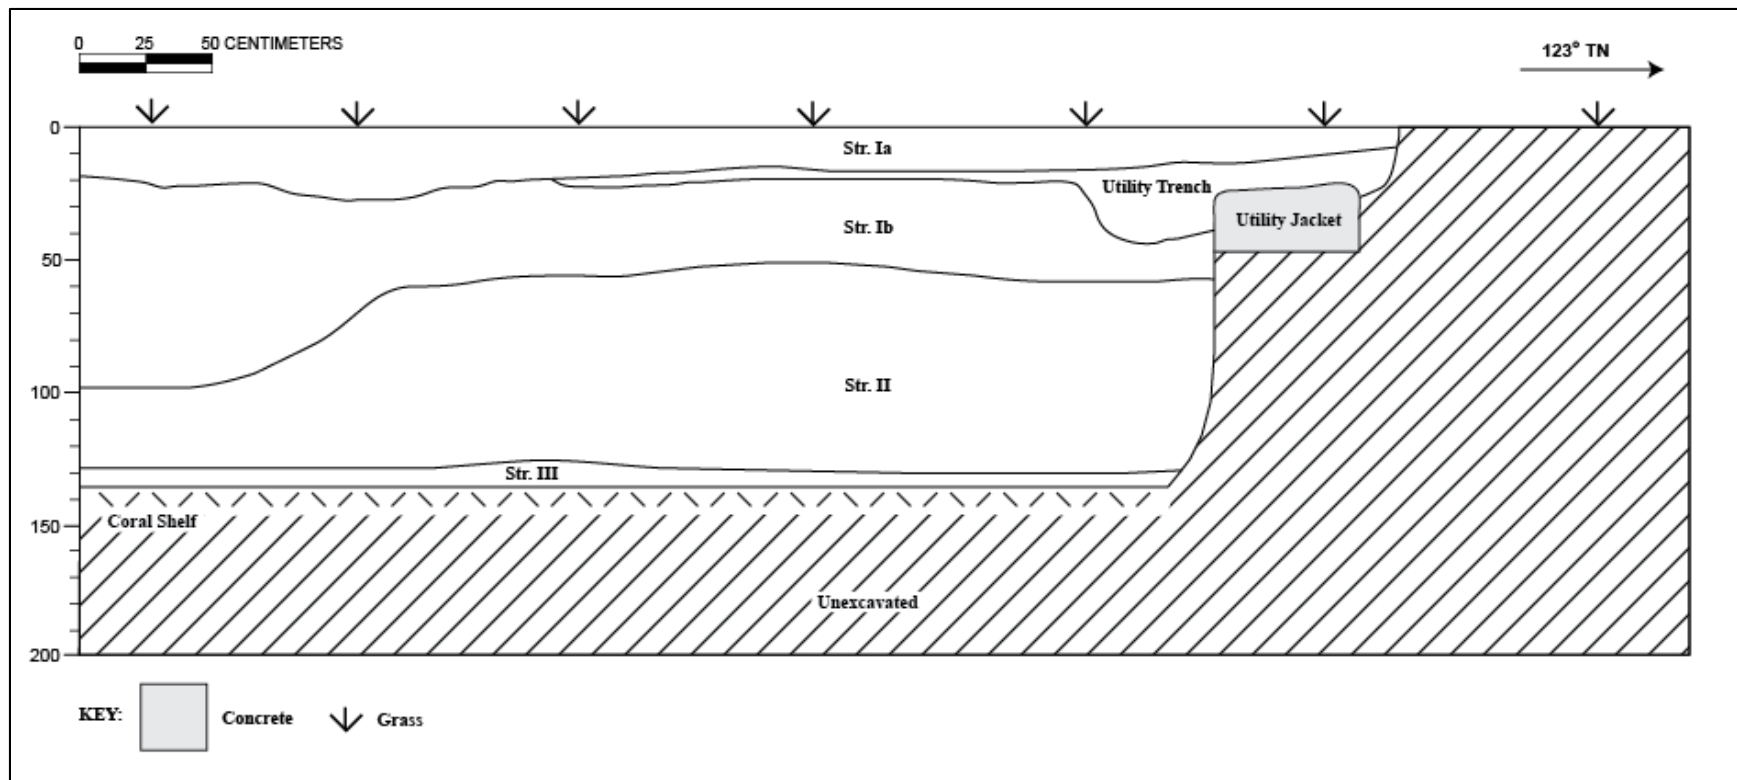 0 25 50 CENTIMETERS
123° TN
0
Str. Ia
Utility Trench
Utility Jacket
Str. Ib
50
Str. II
100
Str. III
Coral Shelf
150
Unexcavated
200
KEY: Concrete Grass